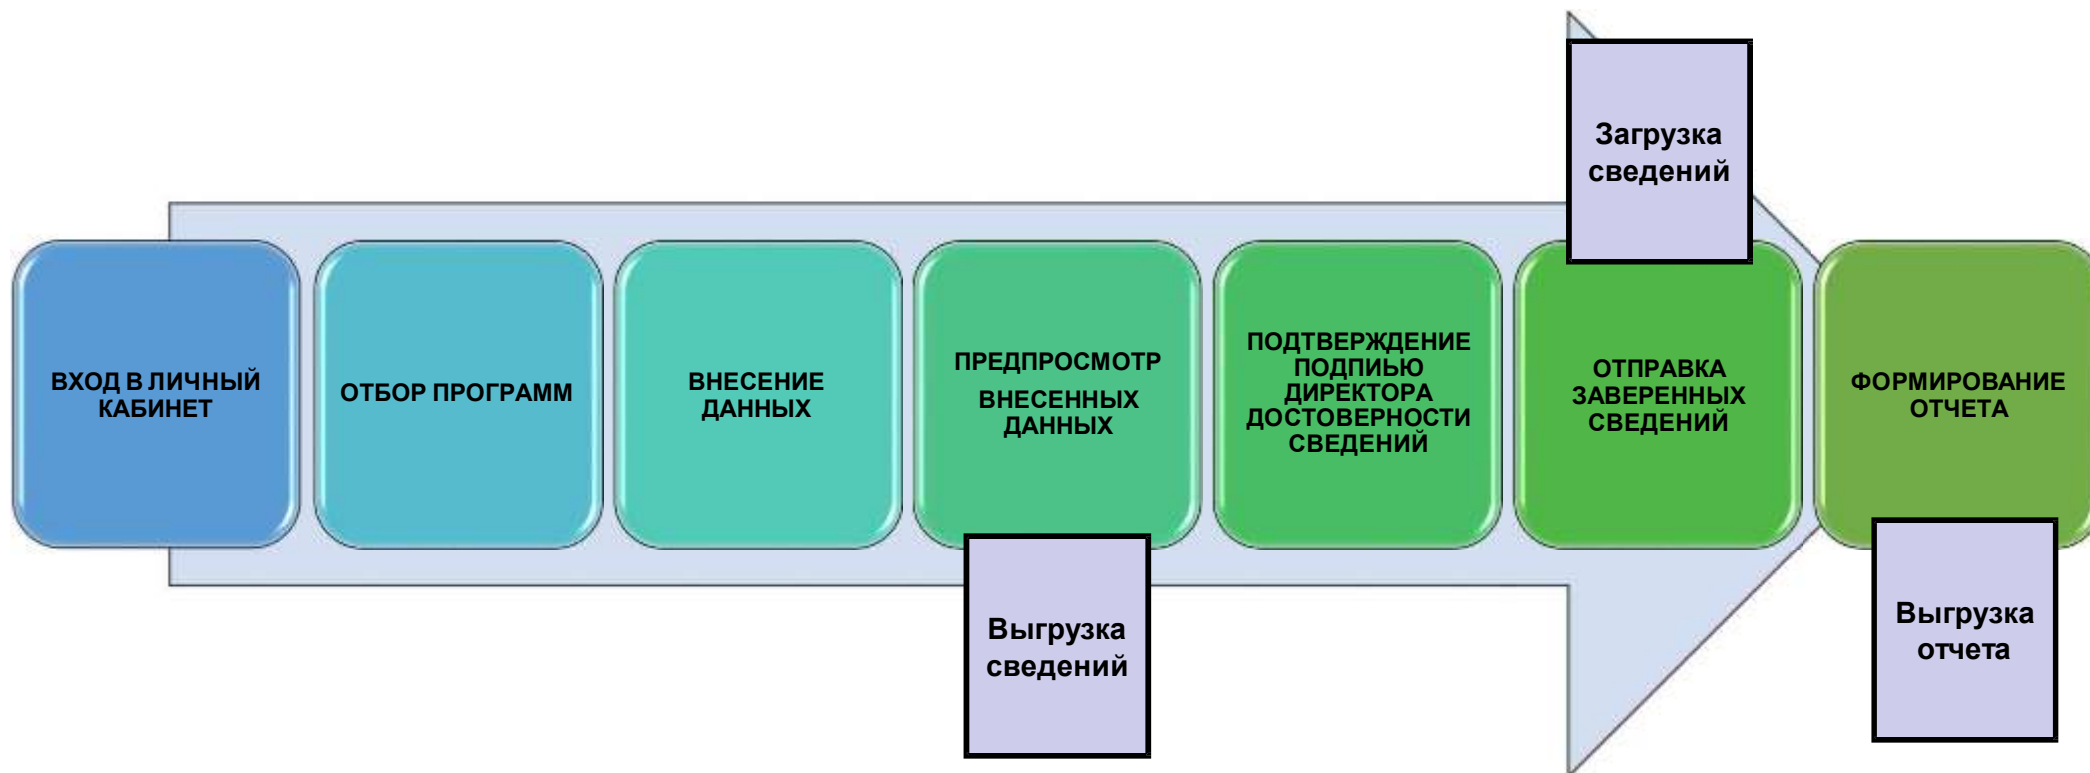 Загрузка
сведений
ВХОД В ЛИЧНЫЙ
КАБИНЕТ
ОТБОР ПРОГРАММ
ВНЕСЕНИЕ
ДАННЫХ
ПРЕДПРОСМОТР
ВНЕСЕННЫХ
ДАННЫХ
ПОДТВЕРЖДЕНИЕ
ПОДПИЬЮ
ДИРЕКТОРА
ДОСТОВЕРНОСТИ
СВЕДЕНИЙ
ОТПРАВКА
ЗАВЕРЕННЫХ
СВЕДЕНИЙ
ФОРМИРОВАНИЕ
ОТЧЕТА
Выгрузка
сведений
Выгрузка
отчета